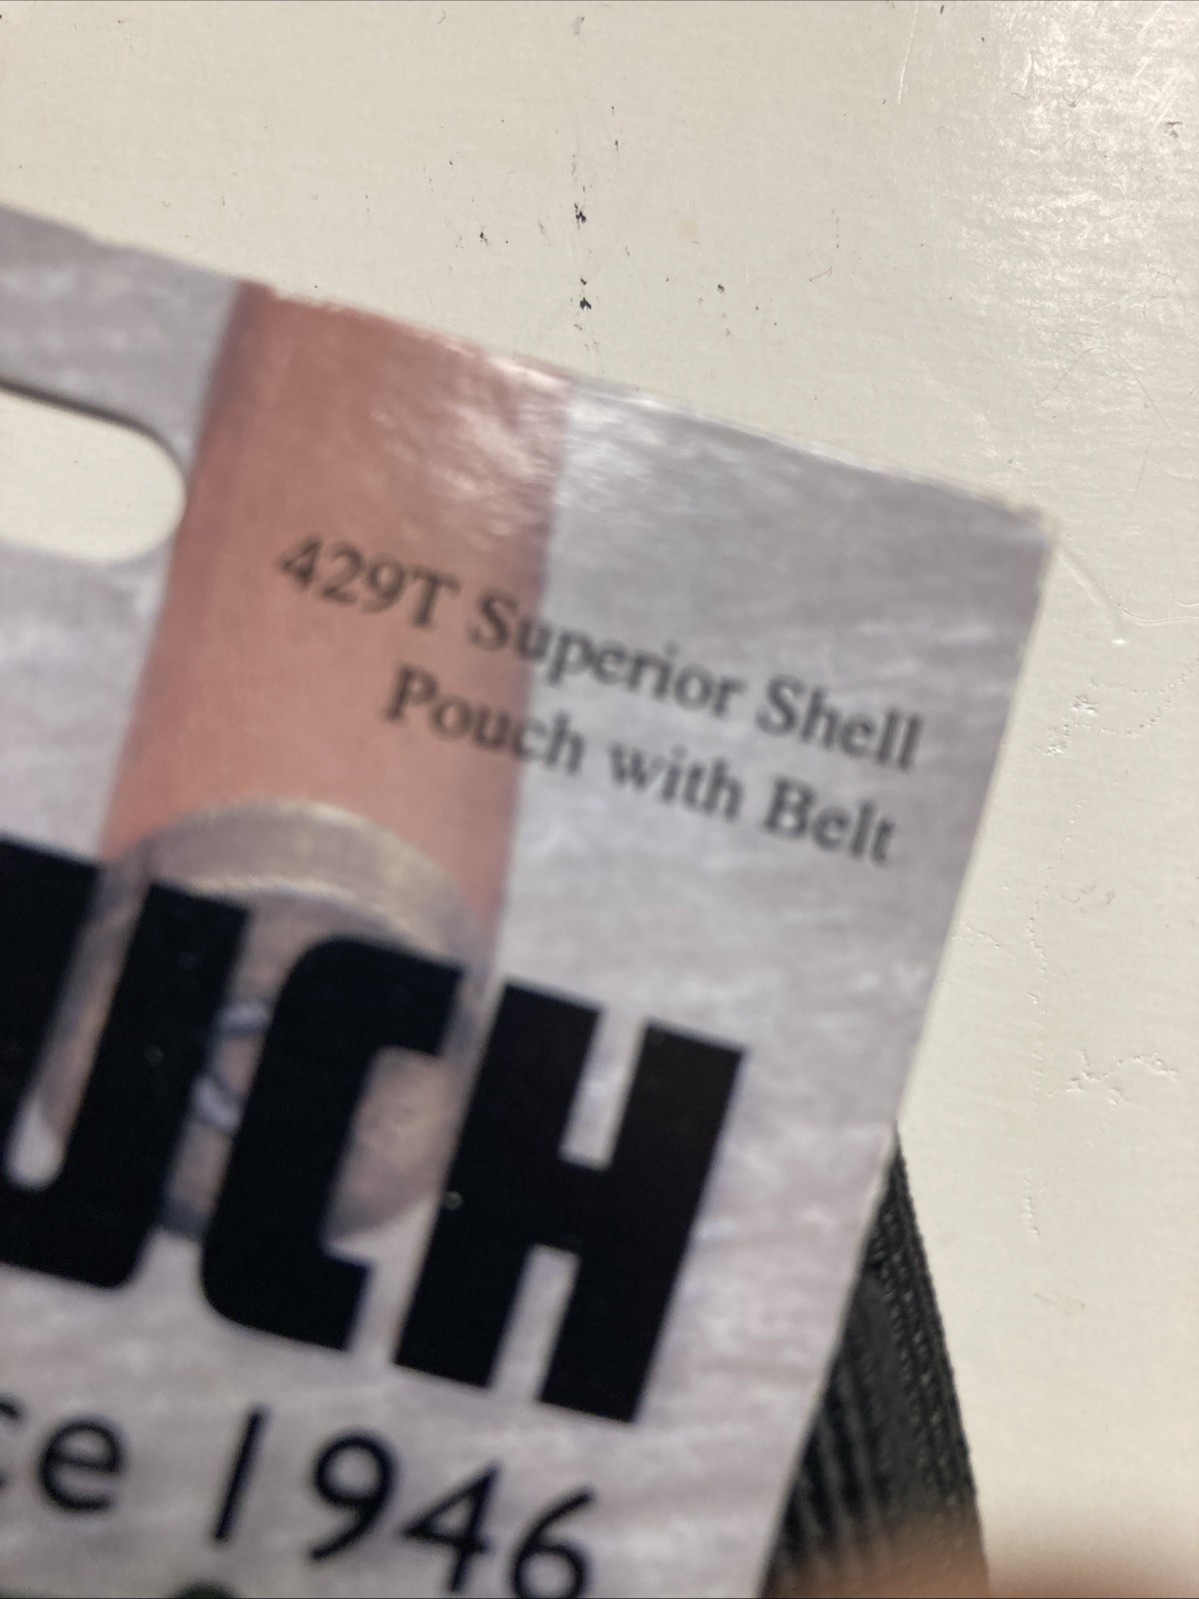 429T Superior Shell
Pouch with Belt
UCH
ce 1946